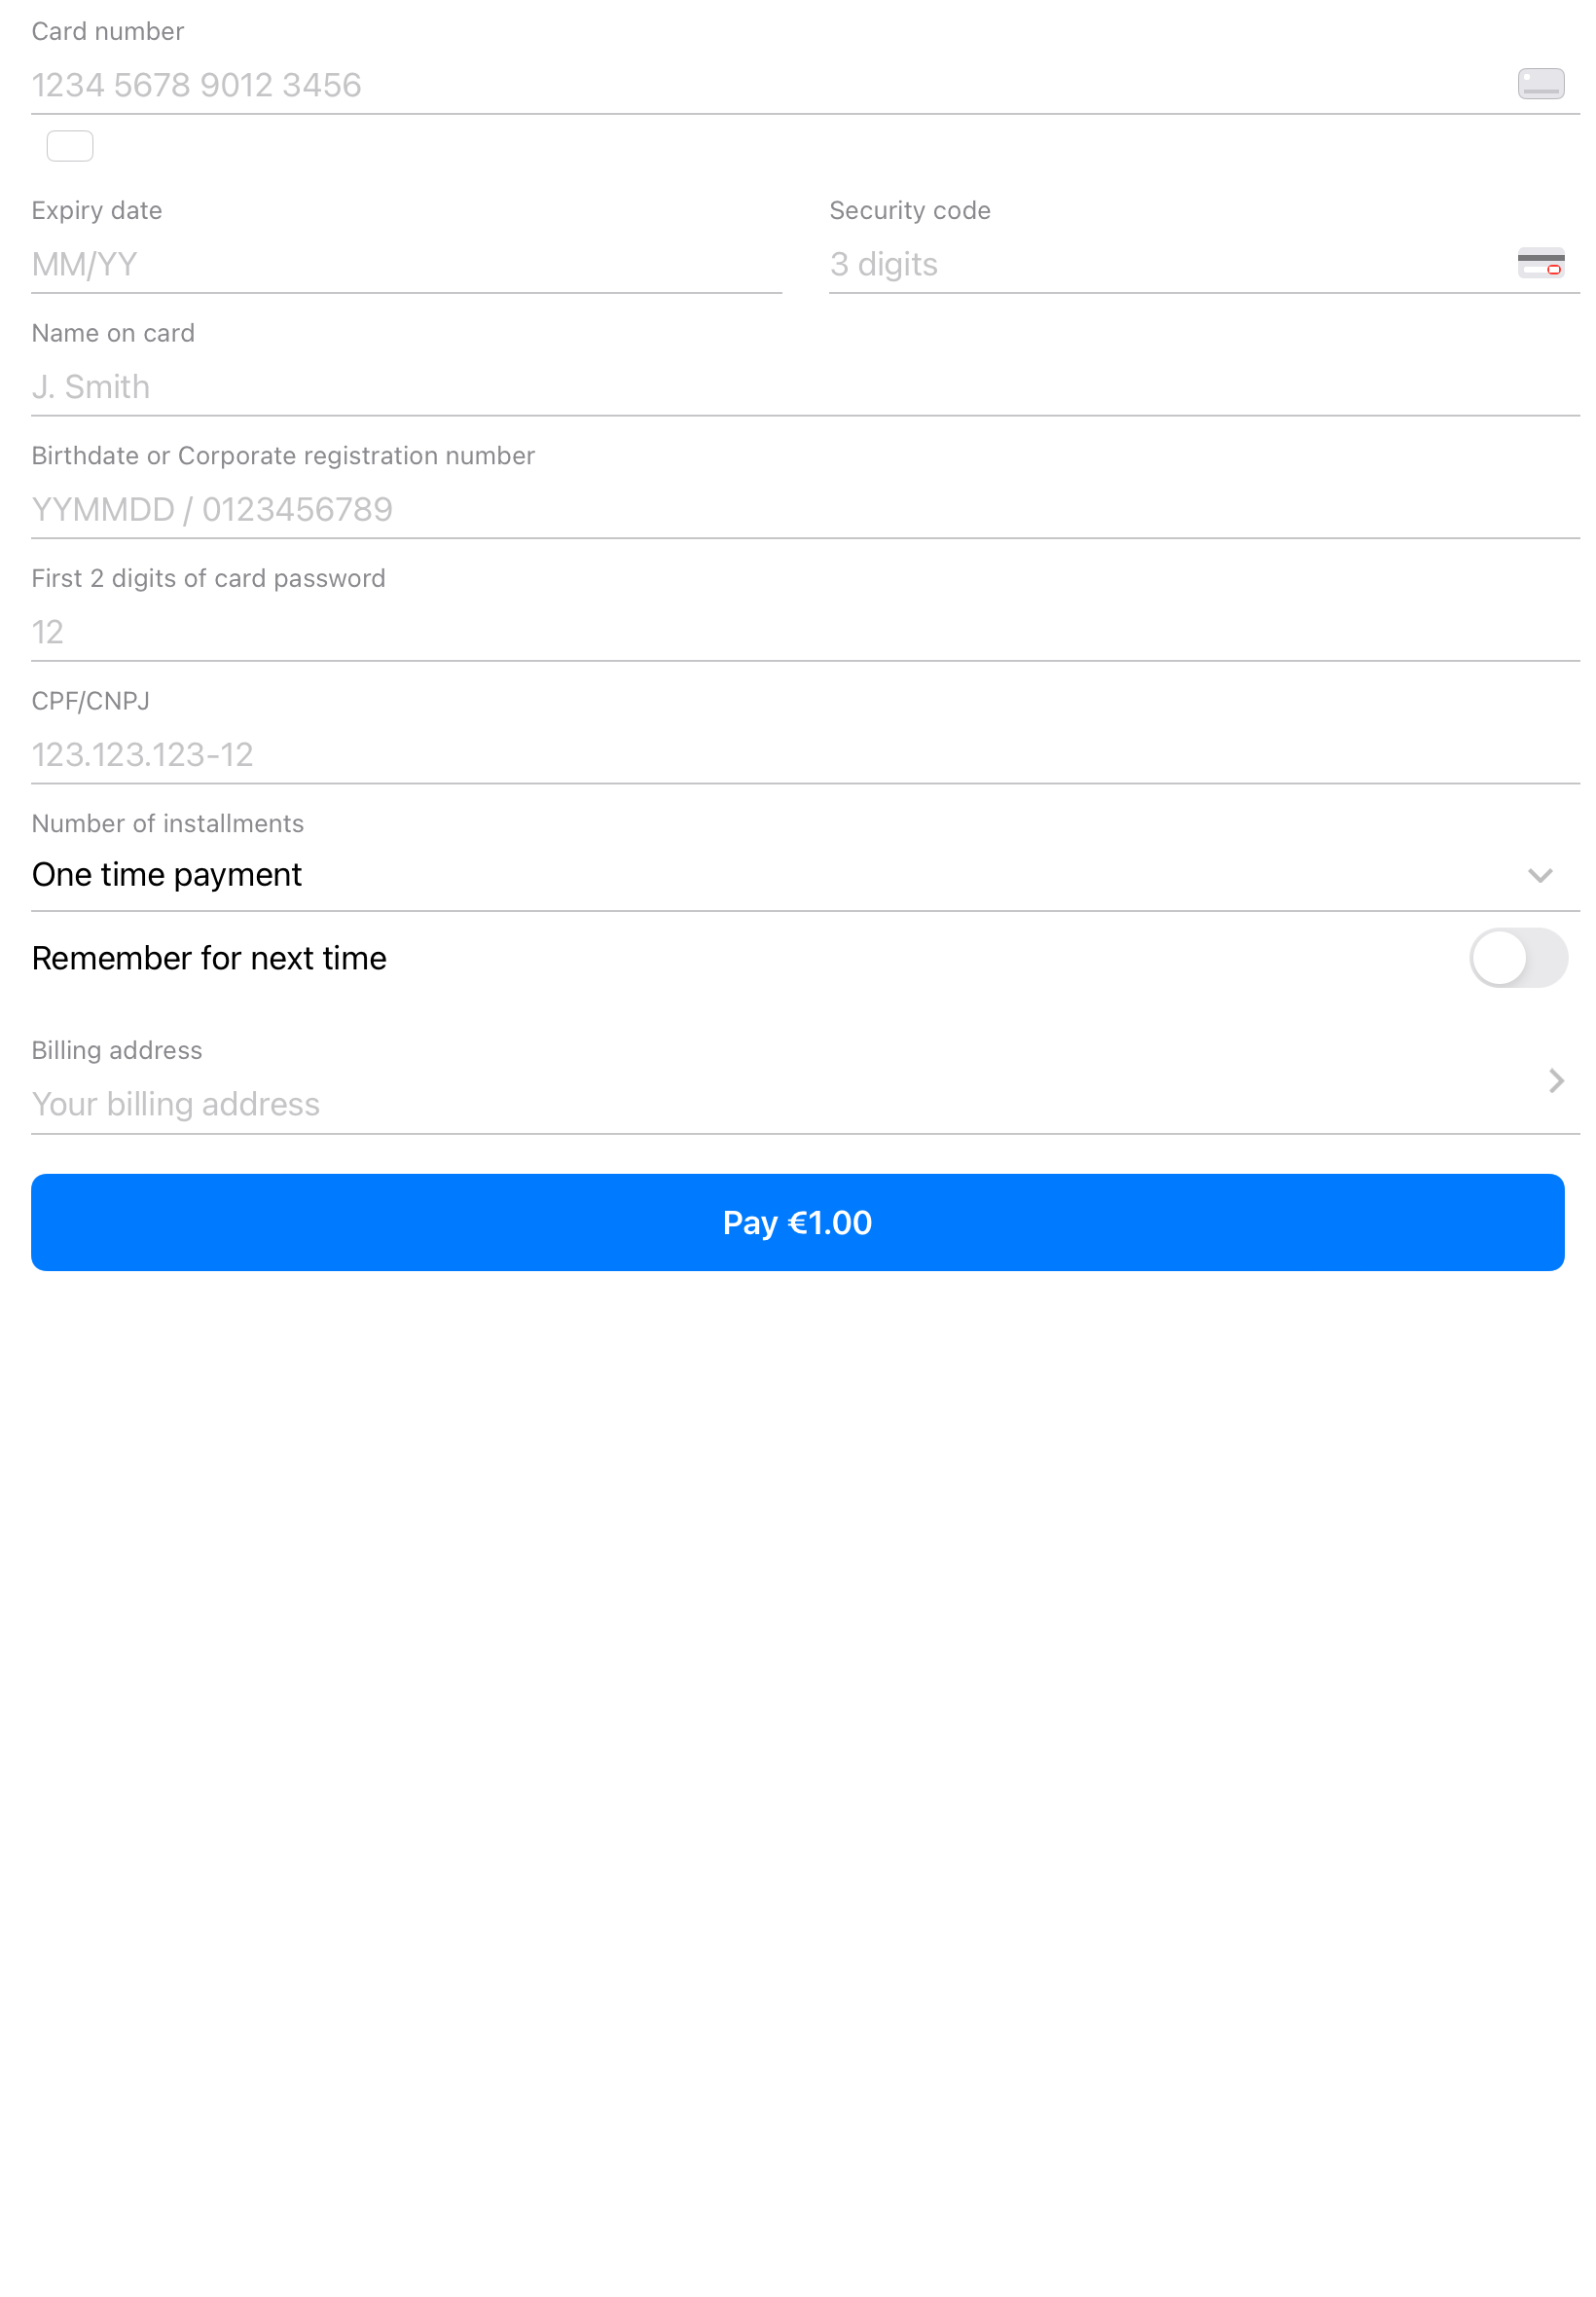 Card number
1234 5678 9012 3456
Expiry date
Security code
MM/YY
3 digits
Name on card
J. Smith
Birthdate or Corporate registration number
YYMMDD / 0123456789
First 2 digits of card password
12
CPF/CNPJ
123.123.123-12
Number of installments
One time payment
Remember for next time
Billing address
Your billing address
Pay €1.00